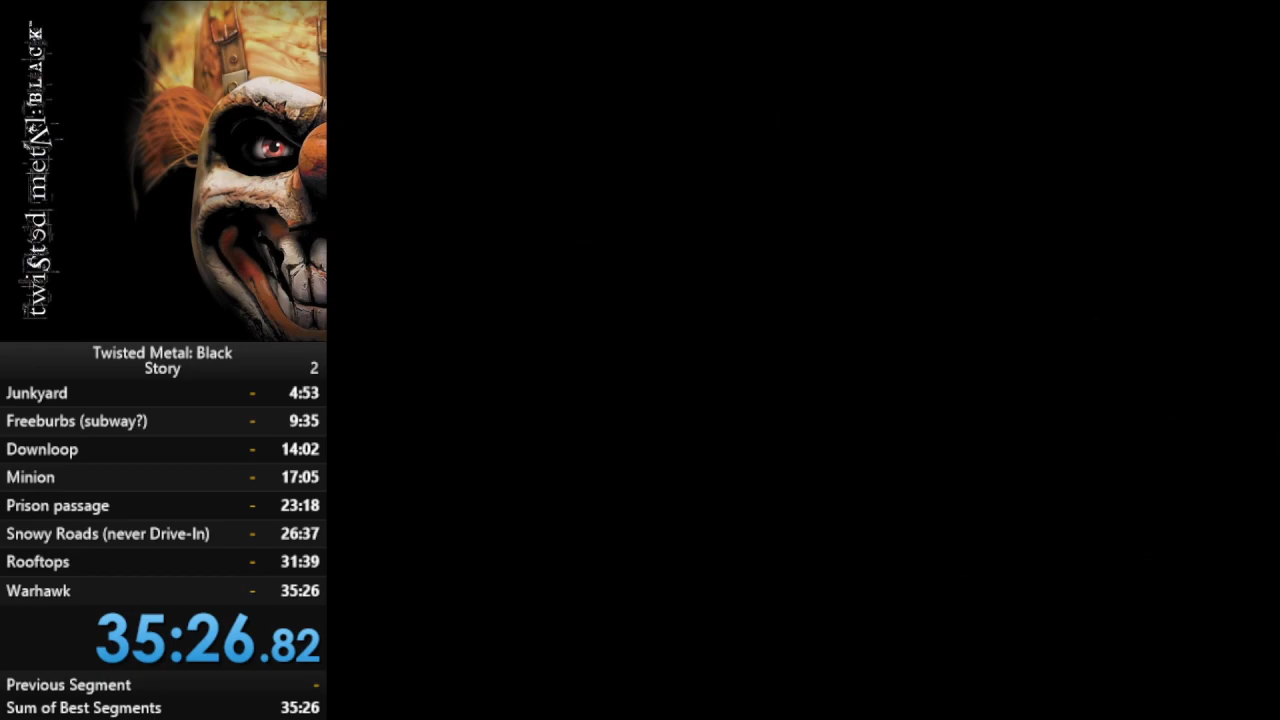 twisted metal: BLACK™
Twisted Metal: Black
Story 2
Junkyard - 4:53
Freeburbs (subway?) - 9:35
Downloop - 14:02
Minion - 17:05
Prison passage - 23:18
Snowy Roads (never Drive-In) - 26:37
Rooftops - 31:39
Warhawk - 35:26
35:26.82
Previous Segment -
Sum of Best Segments 35:26